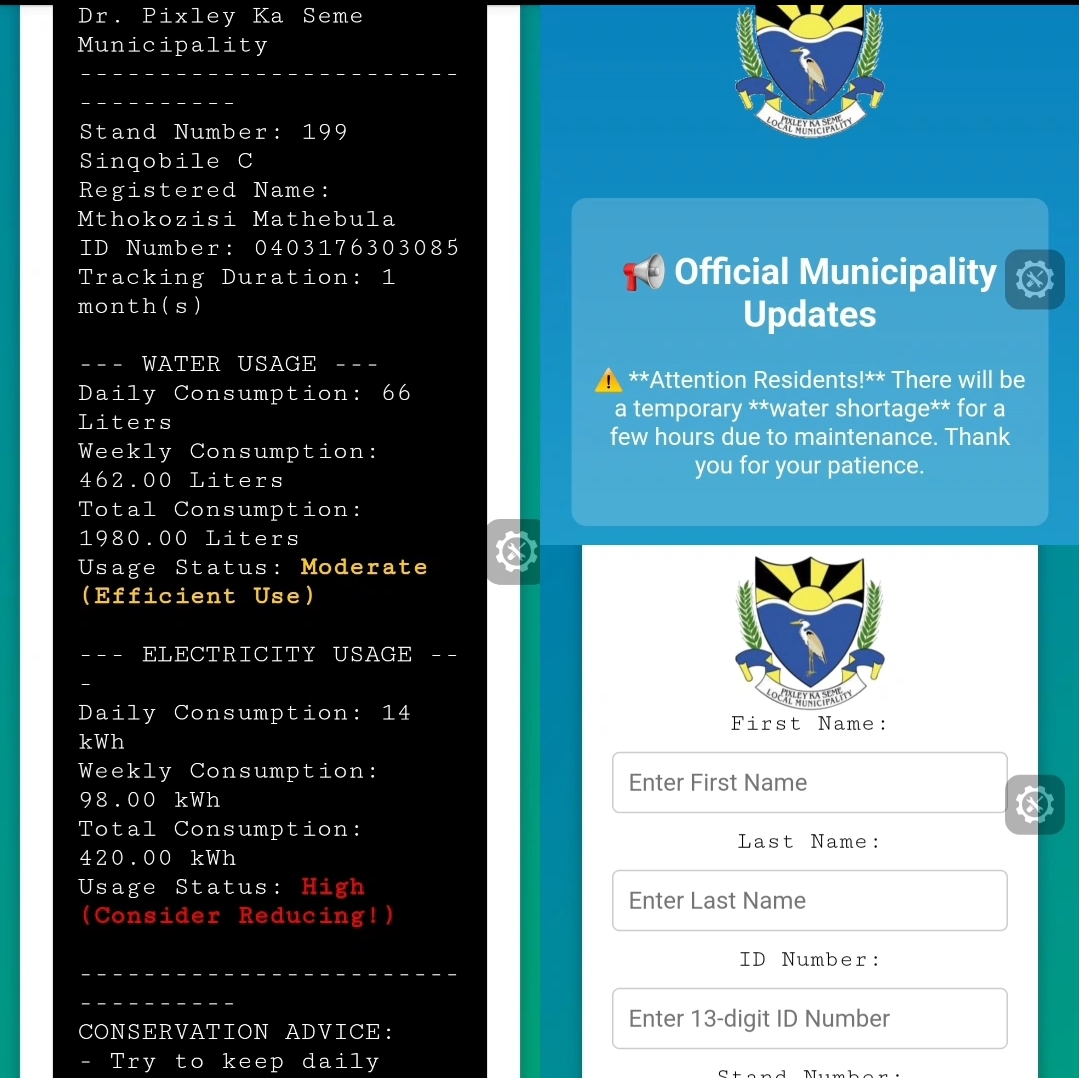 Dr. Pixley Ka Seme
Municipality
------------------------
----------
Stand Number: 199
Sinqobile C
Registered Name:
Mthokozisi Mathebula
ID Number: 0403176303085
Tracking Duration: 1
month(s)
--- WATER USAGE ---
Daily Consumption: 66
Liters
Weekly Consumption:
462.00 Liters
Total Consumption:
1980.00 Liters
Usage Status: Moderate
(Efficient Use)
--- ELECTRICITY USAGE --
-
Daily Consumption: 14
kWh
Weekly Consumption:
98.00 kWh
Total Consumption:
420.00 kWh
Usage Status: High
(Consider Reducing!)
------------------------
----------
CONSERVATION ADVICE:
- Try to keep daily
PIXLEY KA SEME
LOCAL MUNICIPALITY
📢 Official Municipality
Updates
⚠️ **Attention Residents!** There will be
a temporary **water shortage** for a
few hours due to maintenance. Thank
you for your patience.
PIXLEY KA SEME
LOCAL MUNICIPALITY
First Name:
Enter First Name
Last Name:
Enter Last Name
ID Number:
Enter 13-digit ID Number
Stand Number: